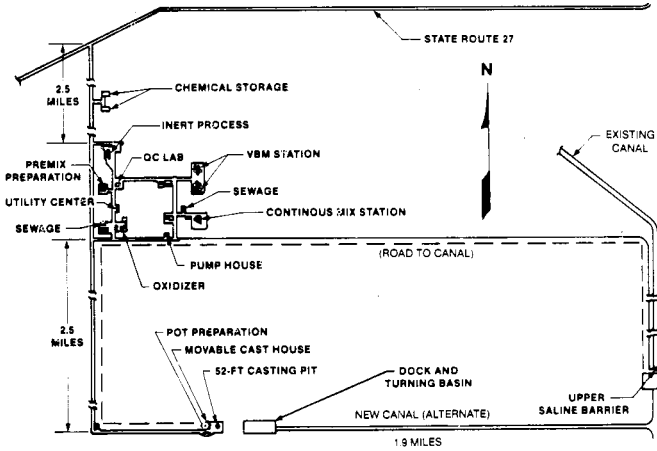 STATE ROUTE 27
2.5
MILES
CHEMICAL STORAGE
N
INERT PROCESS
EXISTING
CANAL
QC LAB
VBM STATION
PREMIX
PREPARATION
SEWAGE
UTILITY CENTER
CONTINOUS MIX STATION
SEWAGE
(ROAD TO CANAL)
PUMP HOUSE
OXIDIZER
2.5
MILES
POT PREPARATION
MOVABLE CAST HOUSE
52-FT CASTING PIT
DOCK AND
TURNING BASIN
UPPER
SALINE BARRIER
NEW CANAL (ALTERNATE)
1.9 MILES